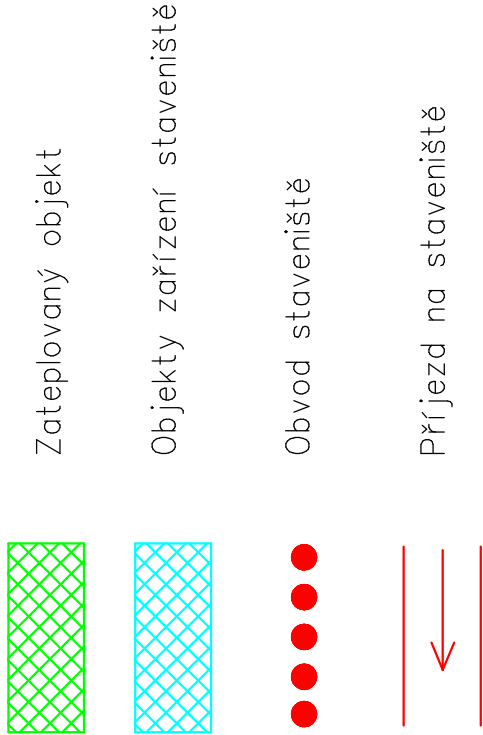 Zateplovaný objekt
Objekty zařízení staveniště
Obvod staveniště
Příjezd na staveniště